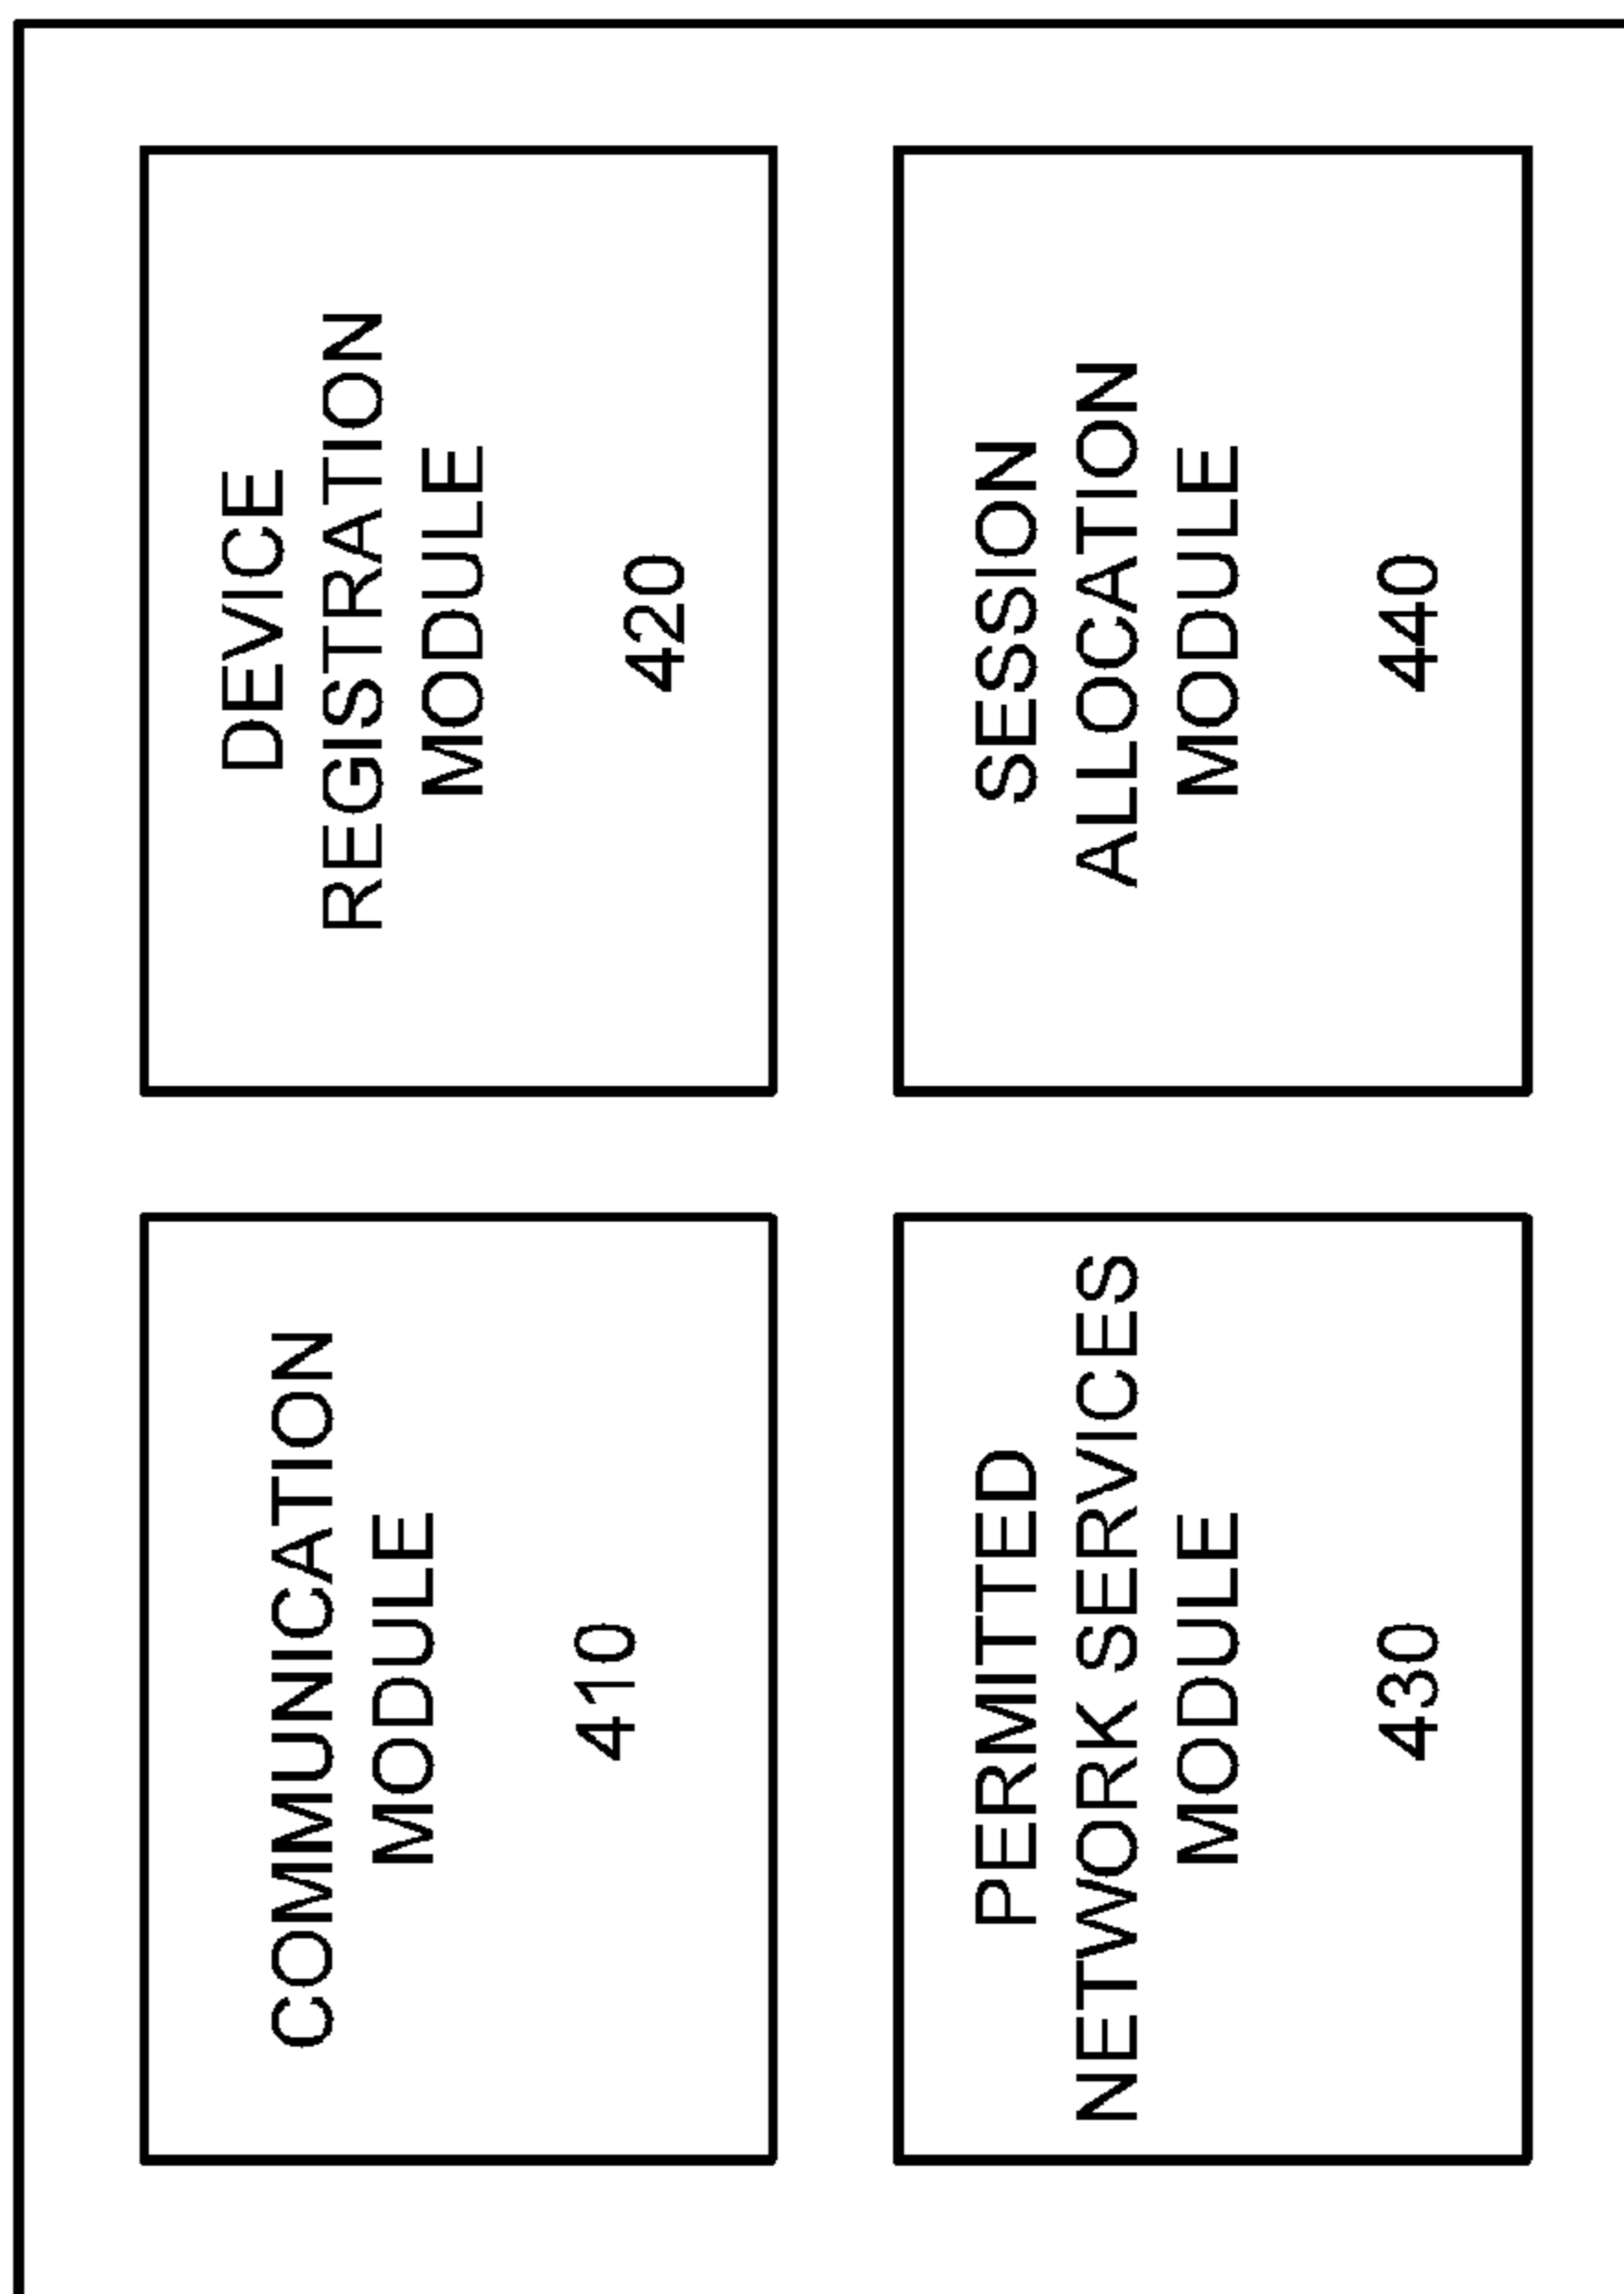 COMMUNICATION
MODULE
410
DEVICE
REGISTRATION
MODULE
420
PERMITTED
NETWORK SERVICES
MODULE
430
SESSION
ALLOCATION
MODULE
440